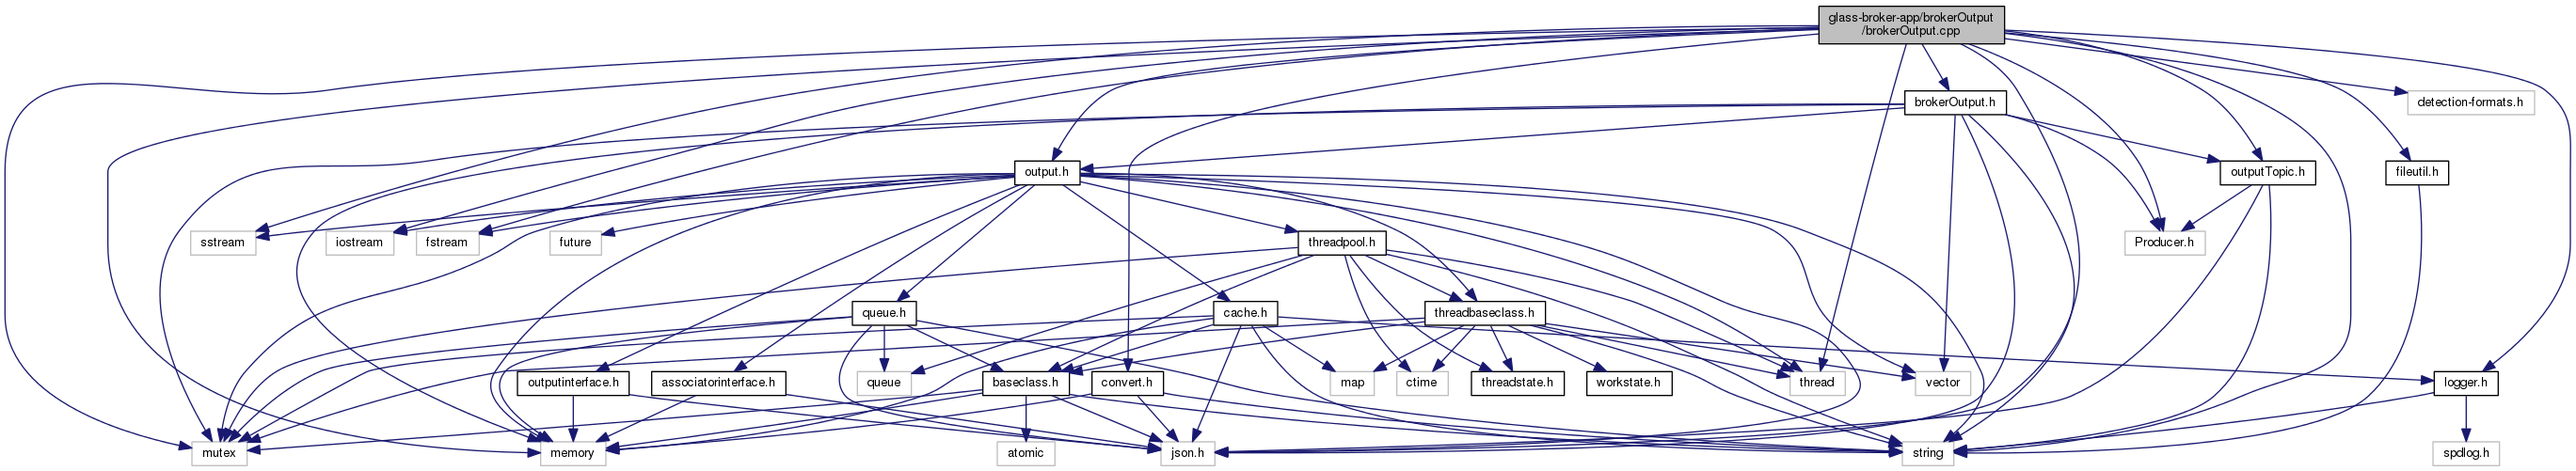 glass-broker-app/brokerOutput
/brokerOutput.cpp
brokerOutput.h
detection-formats.h
output.h
outputTopic.h
fileutil.h
sstream
iostream
fstream
future
threadpool.h
Producer.h
queue.h
cache.h
threadbaseclass.h
outputinterface.h
associatorinterface.h
queue
baseclass.h
convert.h
map
ctime
threadstate.h
workstate.h
thread
vector
logger.h
mutex
memory
atomic
json.h
string
spdlog.h